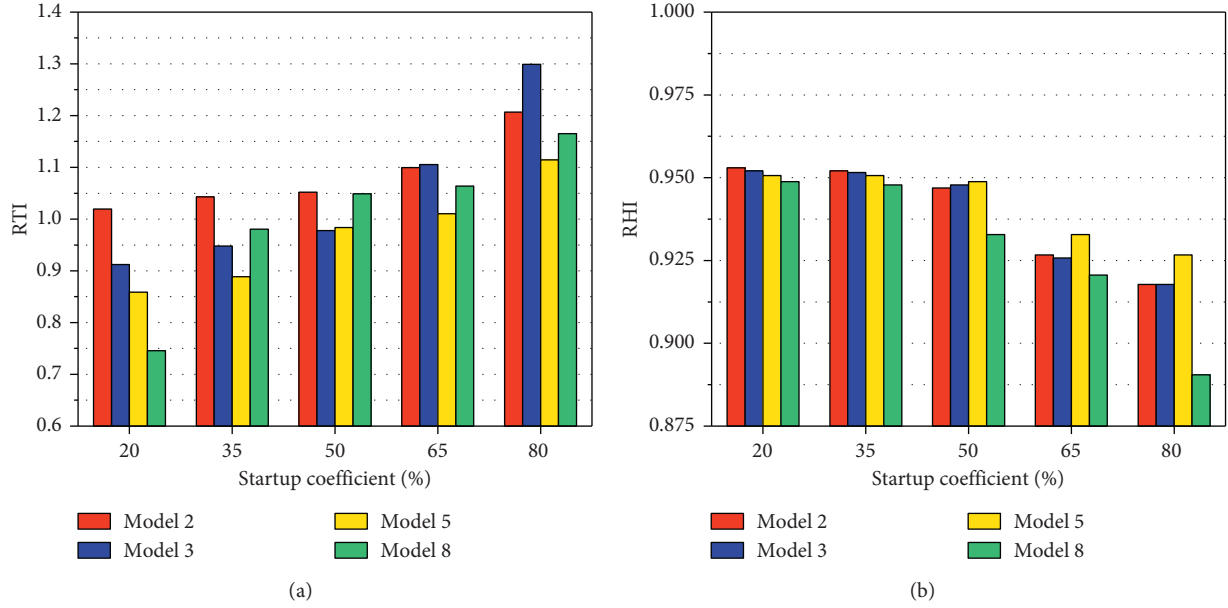 1.4
1.3
1.2
1.1
1.0
0.9
0.8
0.7
0.6
RTI
20 35 50 65 80
Startup coefficient (%)
Model 2 Model 5
Model 3 Model 8
(a)
1.000
0.975
0.950
0.925
0.900
0.875
RHI
20 35 50 65 80
Startup coefficient (%)
Model 2 Model 5
Model 3 Model 8
(b)